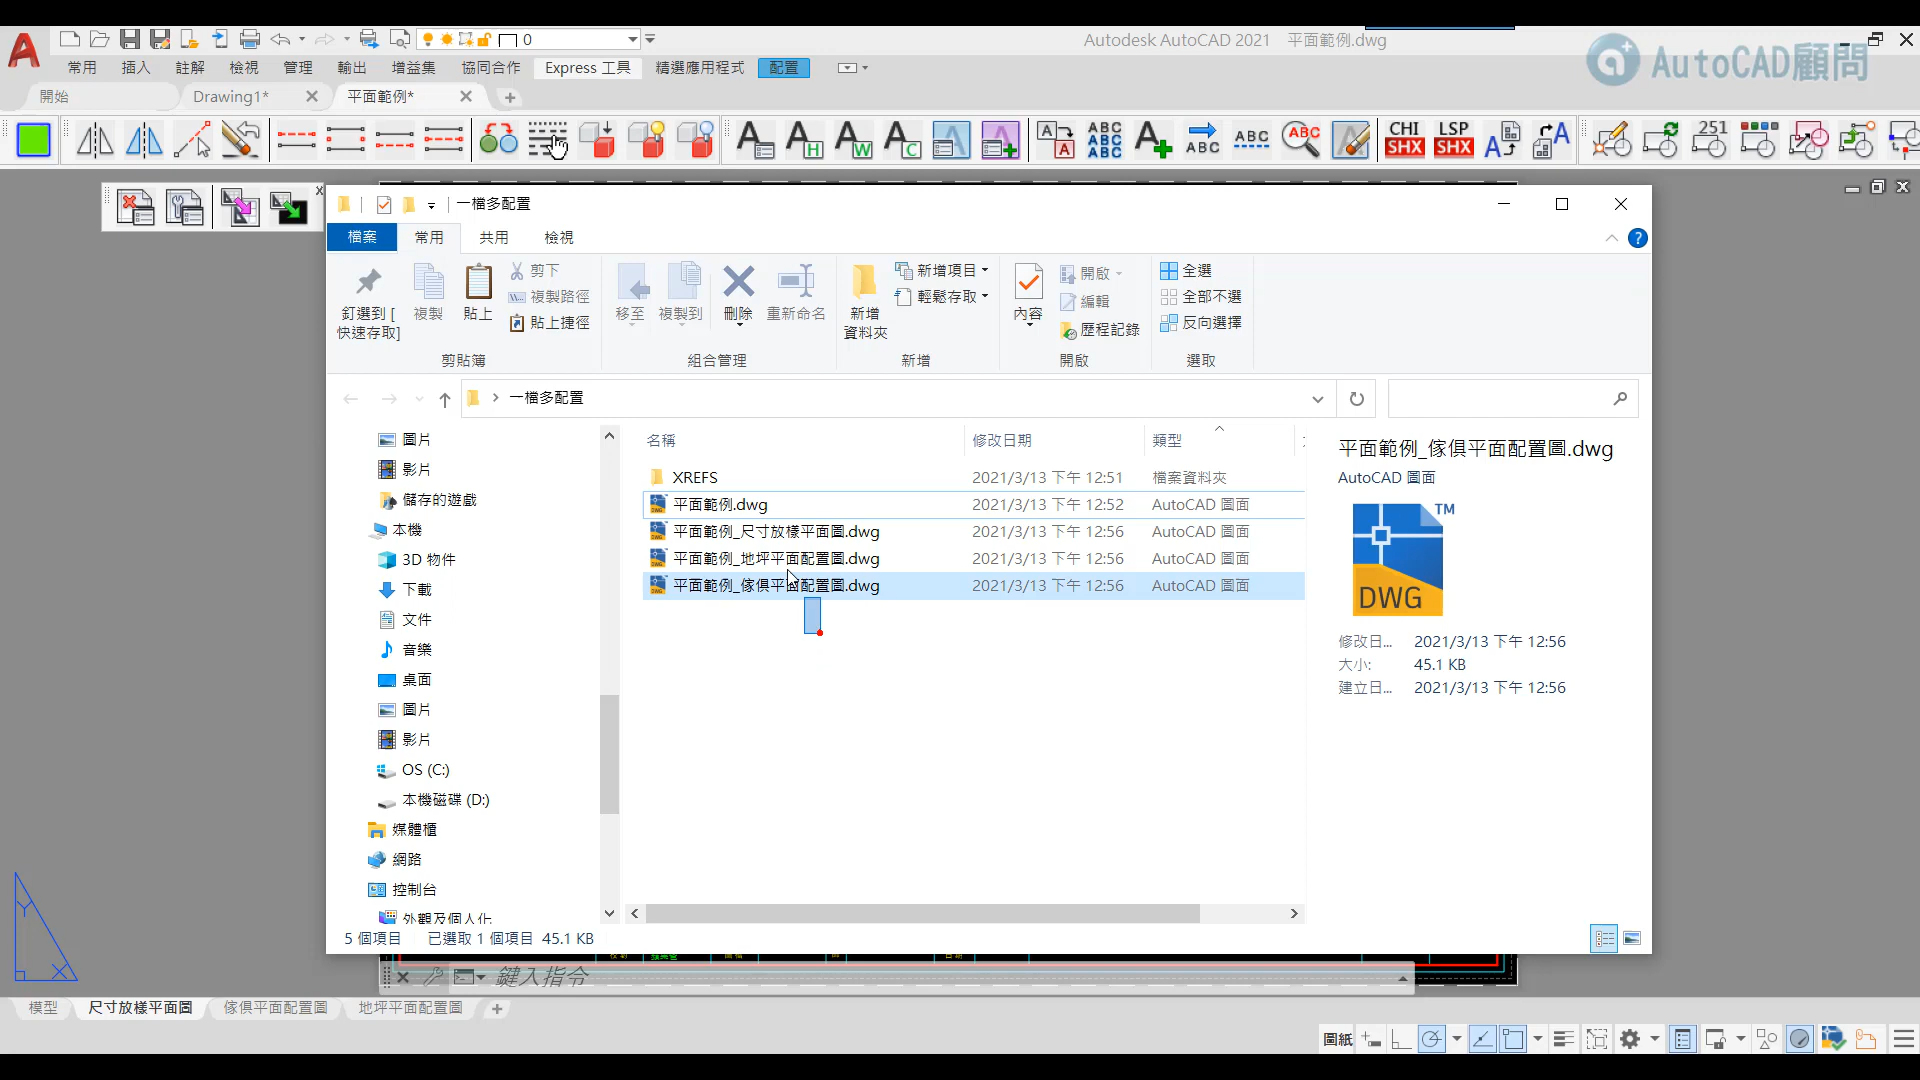 0
Autodesk AutoCAD 2021 平面範例.dwg
AutoCAD顧問
常用 插入 註解 檢視 管理 輸出 增益集 協同合作 Express 工具 精選應用程式 配置
開始 Drawing1* 平面範例*
A H W C A ABC ABC ABC ABC ABC ABC CHI SHX LSP SHX A A 251
一檔多配置
檔案 常用 共用 檢視
釘選到 [快速存取]
複製
貼上
剪下
複製路徑
貼上捷徑
剪貼簿
移至 複製到 刪除 重新命名
組合管理
新增資料夾
新增項目
輕鬆存取
新增
內容
開啟
編輯
歷程記錄
開啟
全選
全部不選
反向選擇
選取
一檔多配置
圖片
影片
儲存的遊戲
本機
3D 物件
下載
文件
音樂
桌面
圖片
影片
OS (C:)
本機磁碟 (D:)
媒體櫃
網路
控制台
外觀及個人化
名稱 修改日期 類型
XREFS 2021/3/13 下午 12:51 檔案資料夾
平面範例.dwg 2021/3/13 下午 12:52 AutoCAD 圖面
平面範例_尺寸放樣平面圖.dwg 2021/3/13 下午 12:56 AutoCAD 圖面
平面範例_地坪平面配置圖.dwg 2021/3/13 下午 12:56 AutoCAD 圖面
平面範例_傢俱平面配置圖.dwg 2021/3/13 下午 12:56 AutoCAD 圖面
平面範例_傢俱平面配置圖.dwg
AutoCAD 圖面
DWG TM
修改日... 2021/3/13 下午 12:56
大小: 45.1 KB
建立日... 2021/3/13 下午 12:56
5 個項目 已選取 1 個項目 45.1 KB
Y
X
鍵入指令
模型 尺寸放樣平面圖 傢俱平面配置圖 地坪平面配置圖
圖紙